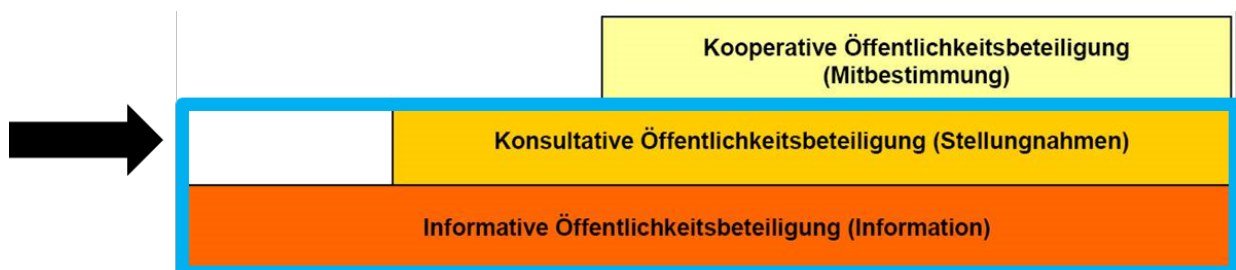 Kooperative Öffentlichkeitsbeteiligung
(Mitbestimmung)
Konsultative Öffentlichkeitsbeteiligung (Stellungnahmen)
Informative Öffentlichkeitsbeteiligung (Information)